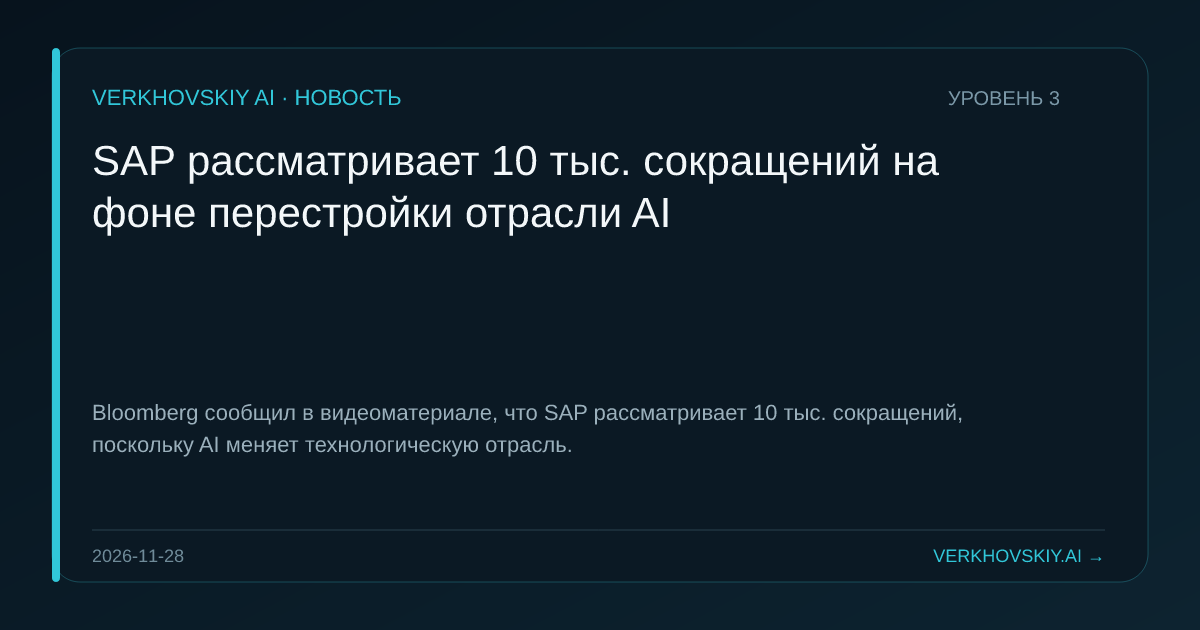 VERKHOVSKIY AI · НОВОСТЬ
УРОВЕНЬ 3
SAP рассматривает 10 тыс. сокращений на
фоне перестройки отрасли AI
Bloomberg сообщил в видеоматериале, что SAP рассматривает 10 тыс. сокращений,
поскольку AI меняет технологическую отрасль.
2026-11-28
VERKHOVSKIY.AI →